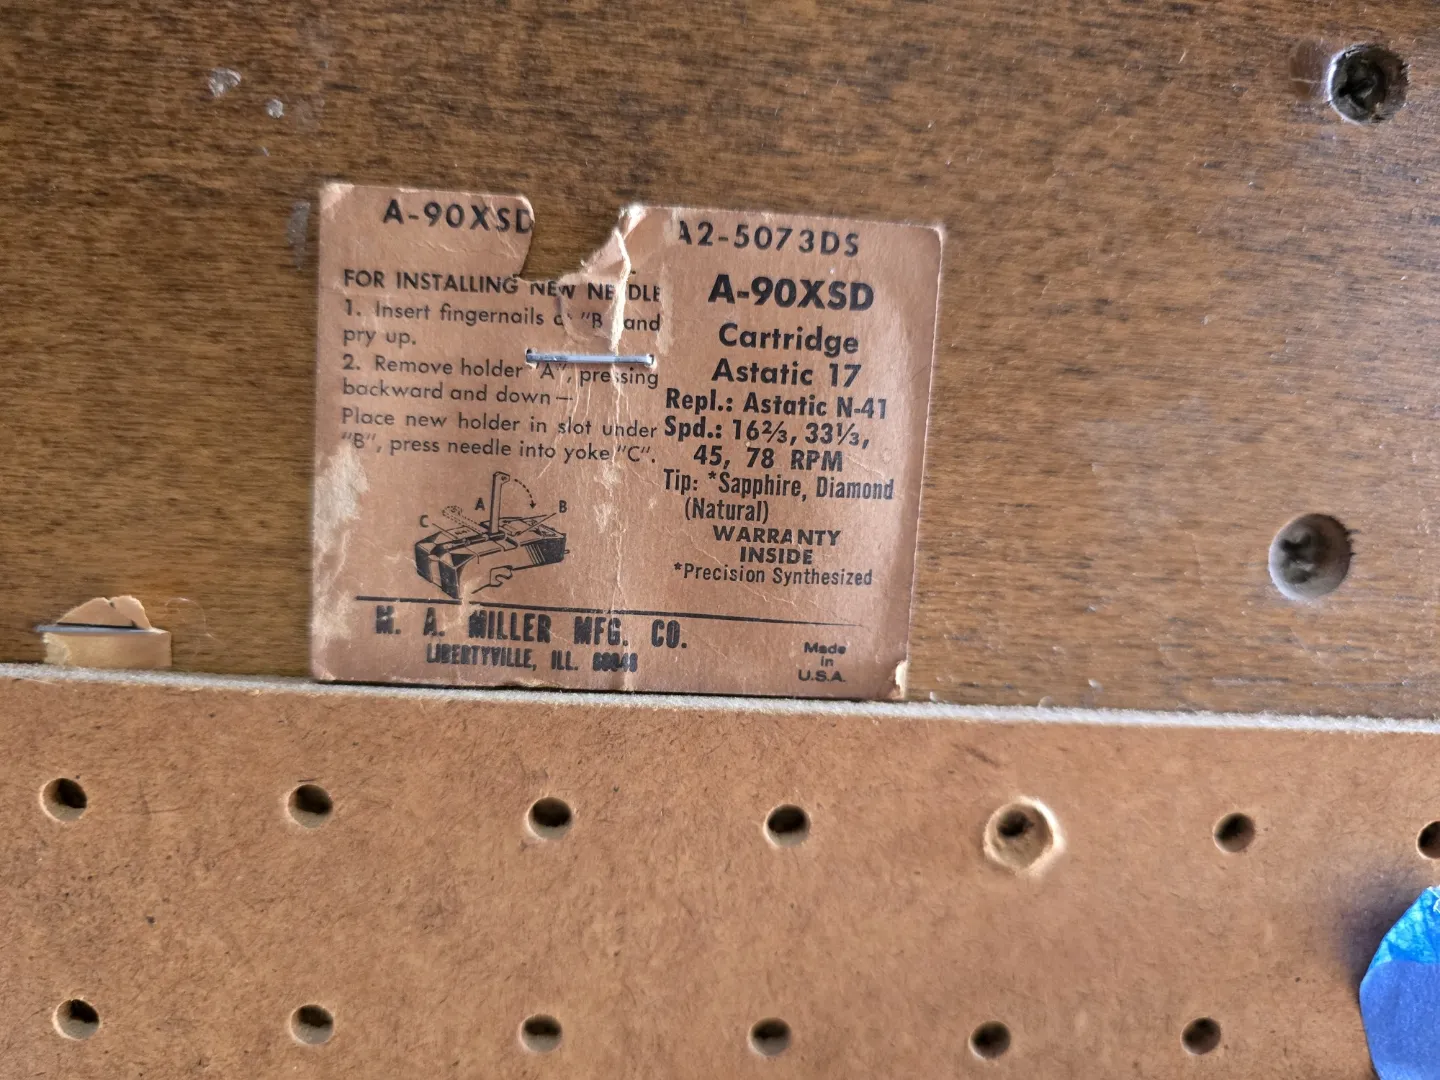 A-90XSD
FOR INSTALLING NEW NEEDLE
1. Insert fingernails "B" and
pry up.
2. Remove holder "A", pressing
backward and down—
Place new holder in slot under
"B", press needle into yoke "C".
A
B
C
A2-5073DS
A-90XSD
Cartridge
Astatic 17
Repl.: Astatic N-41
Spd.: 16⅔, 33⅓,
45, 78 RPM
Tip: *Sapphire, Diamond
(Natural)
WARRANTY
INSIDE
*Precision Synthesized
M. A. MILLER MFG. CO.
LIBERTYVILLE, ILL.
Made
in
U.S.A.